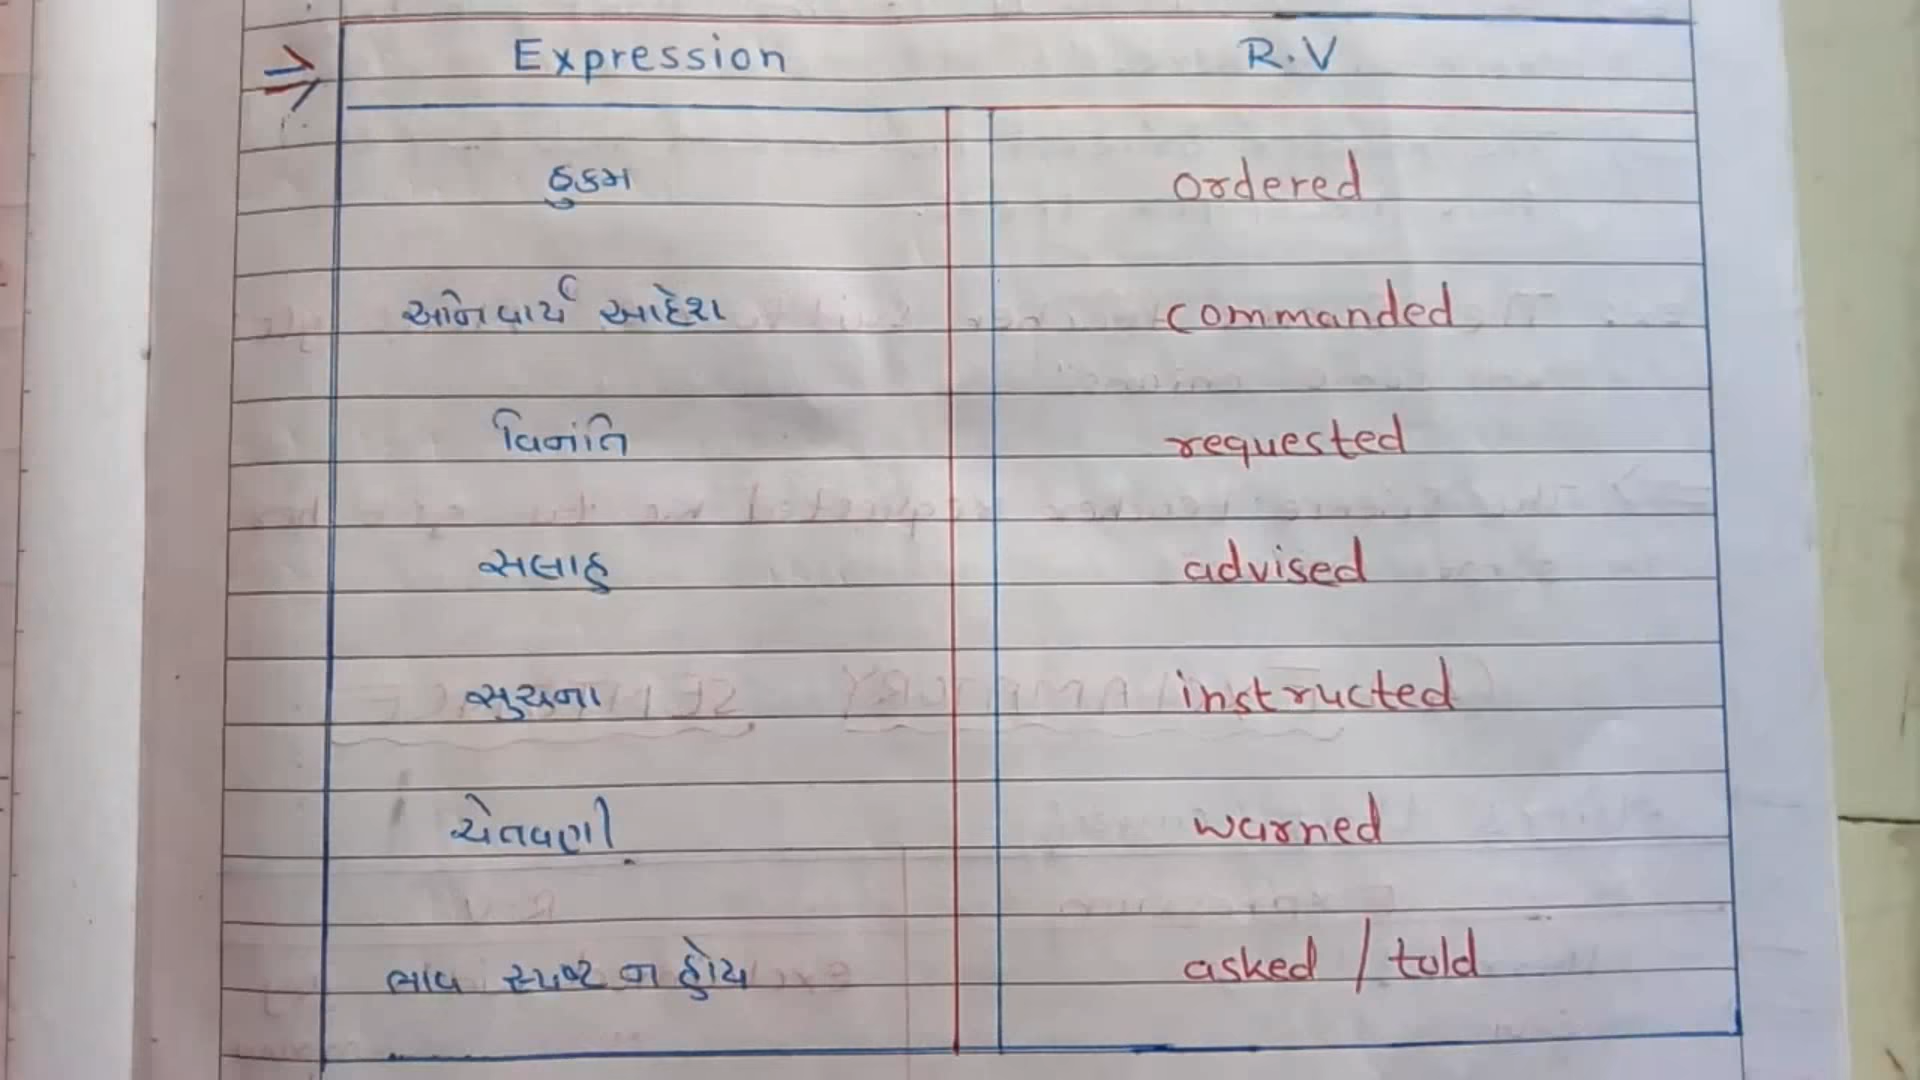 ⇒ Expression R.V
હુકમ ordered
અનિવાર્ય આદેશ commanded
વિનંતિ requested
સલાહ advised
સુચના instructed
ચેતવણી warned
ભાવ સ્પષ્ટ ન હોય asked / told